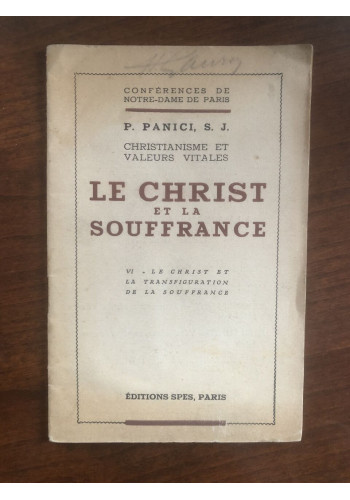 CONFÉRENCES DE
NOTRE-DAME DE PARIS
P. PANICI, S. J.
CHRISTIANISME ET
VALEURS VITALES
LE CHRIST
ET LA
SOUFFRANCE
VI - LE CHRIST ET
LA TRANSFIGURATION
DE LA SOUFFRANCE
ÉDITIONS SPES, PARIS